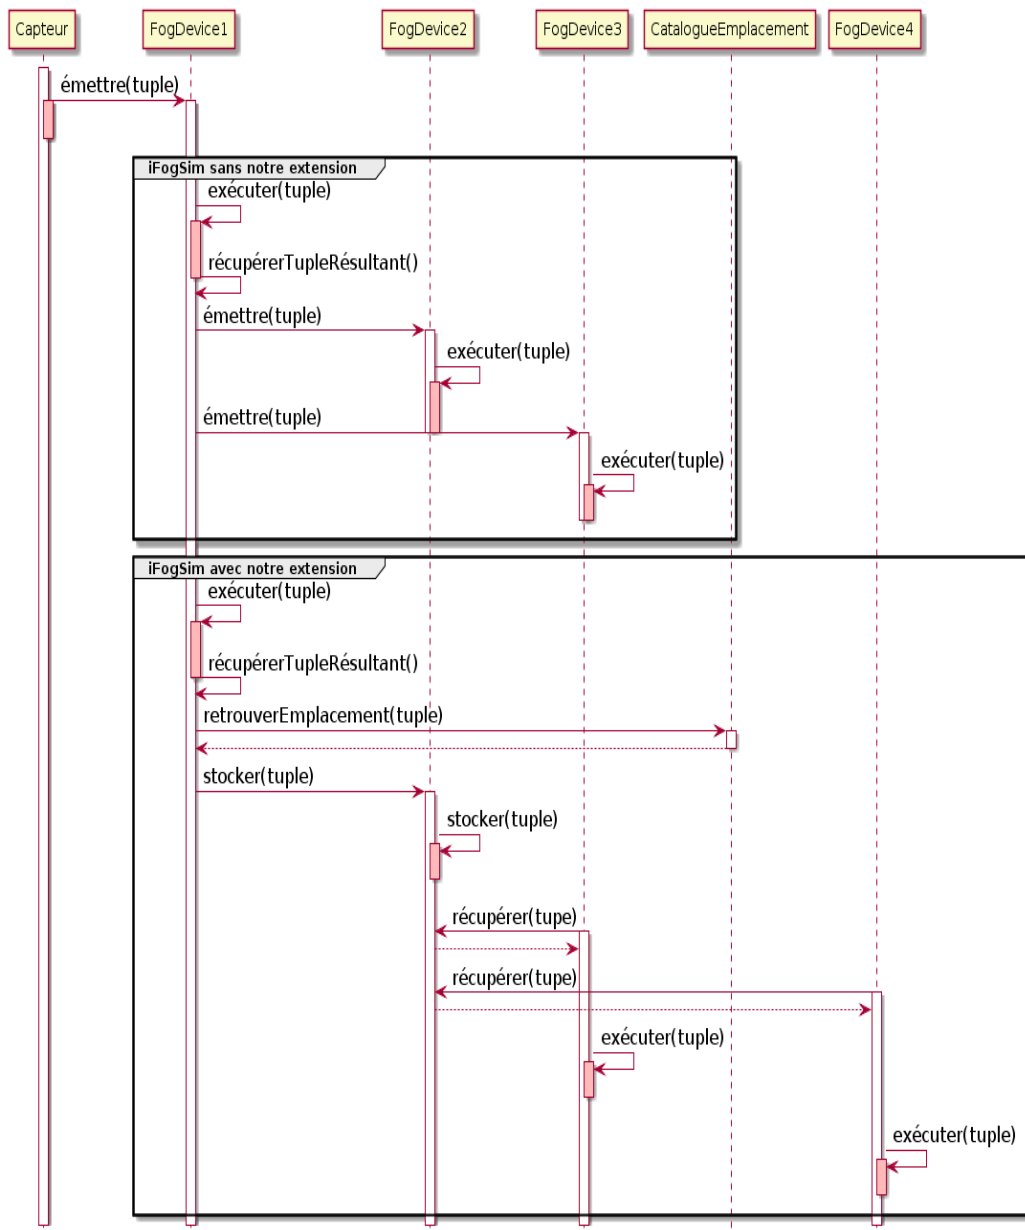 Capteur
FogDevice1
FogDevice2
FogDevice3
CatalogueEmplacement
FogDevice4
émettre(tuple)
iFogSim sans notre extension
exécuter(tuple)
récupérerTupleRésultant()
émettre(tuple)
exécuter(tuple)
émettre(tuple)
exécuter(tuple)
iFogSim avec notre extension
exécuter(tuple)
récupérerTupleRésultant()
retrouverEmplacement(tuple)
stocker(tuple)
stocker(tuple)
récupérer(tupe)
récupérer(tupe)
exécuter(tuple)
exécuter(tuple)